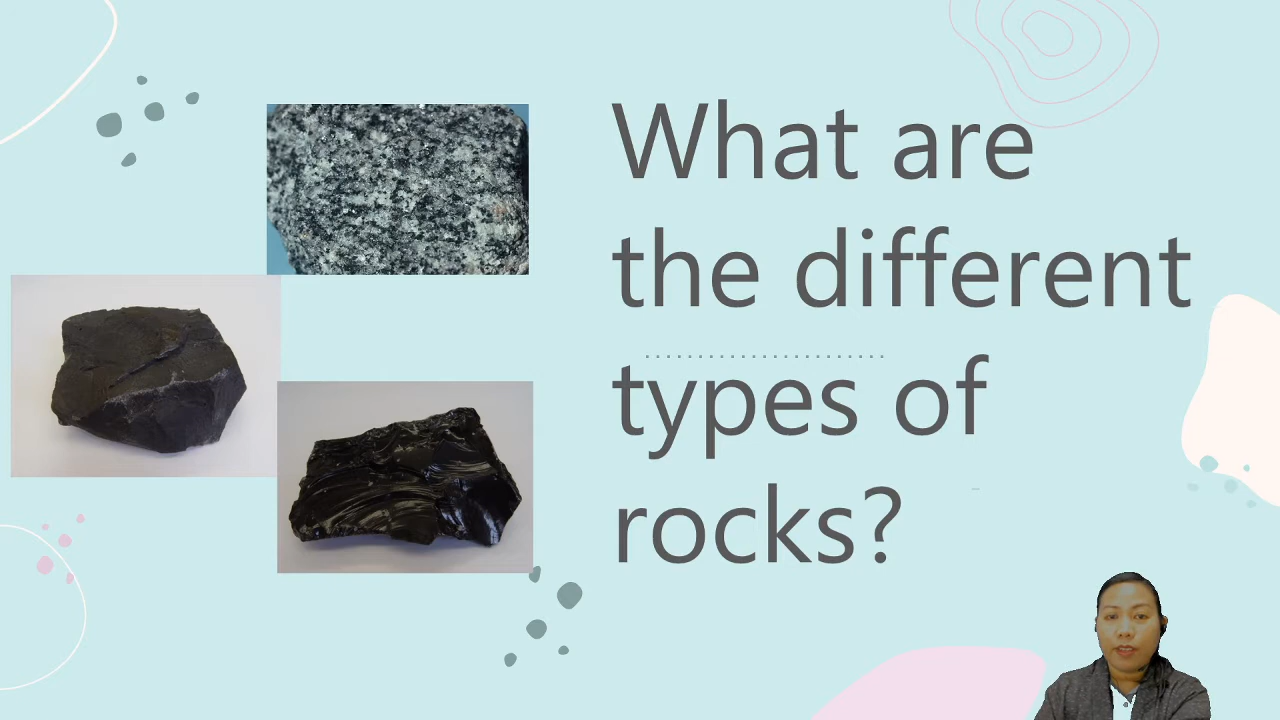 What are
the different
types of
rocks?